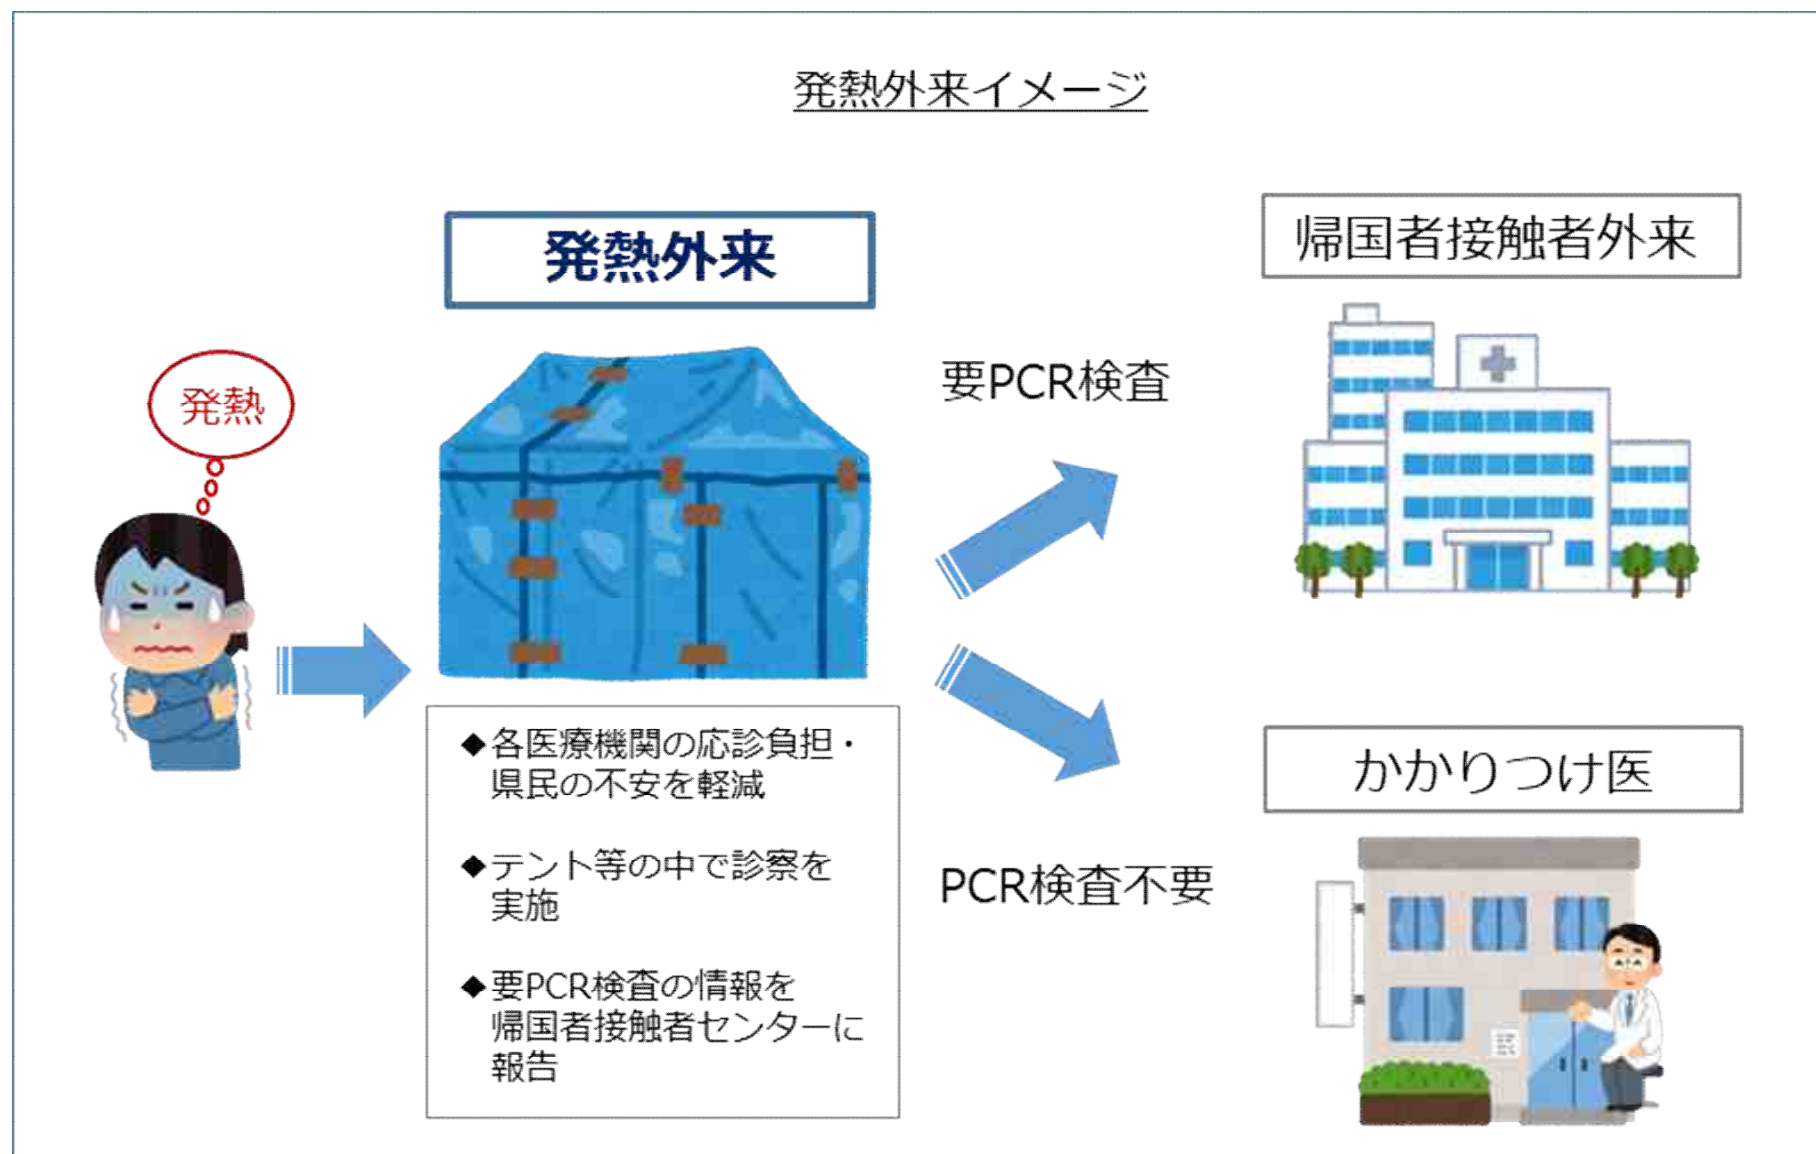 発熱外来イメージ
発熱
発熱外来
◆各医療機関の応診負担・
県民の不安を軽減
◆テント等の中で診察を
実施
◆要PCR検査の情報を
帰国者接触者センターに
報告
要PCR検査
帰国者接触者外来
PCR検査不要
かかりつけ医